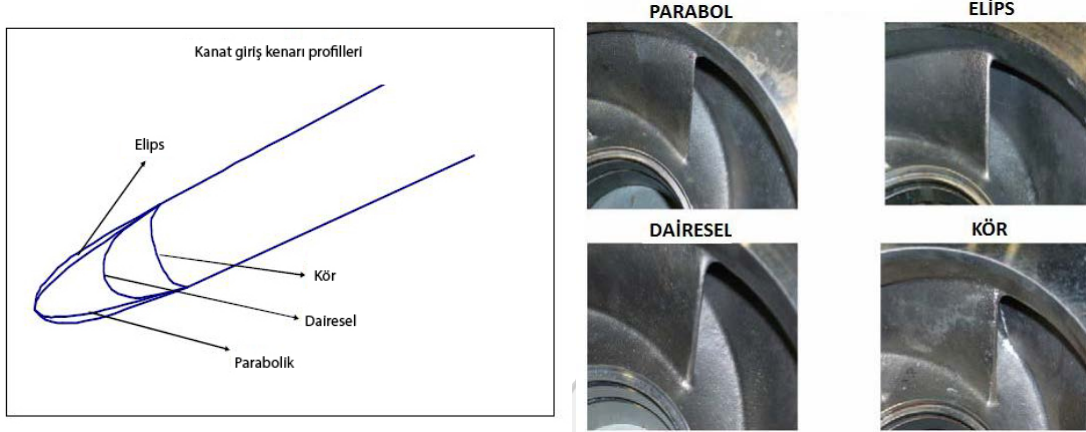 Kanat giriş kenarı profilleri
Elips
Kör
Dairesel
Parabolik
PARABOL
ELİPS
DAİRESEL
KÖR